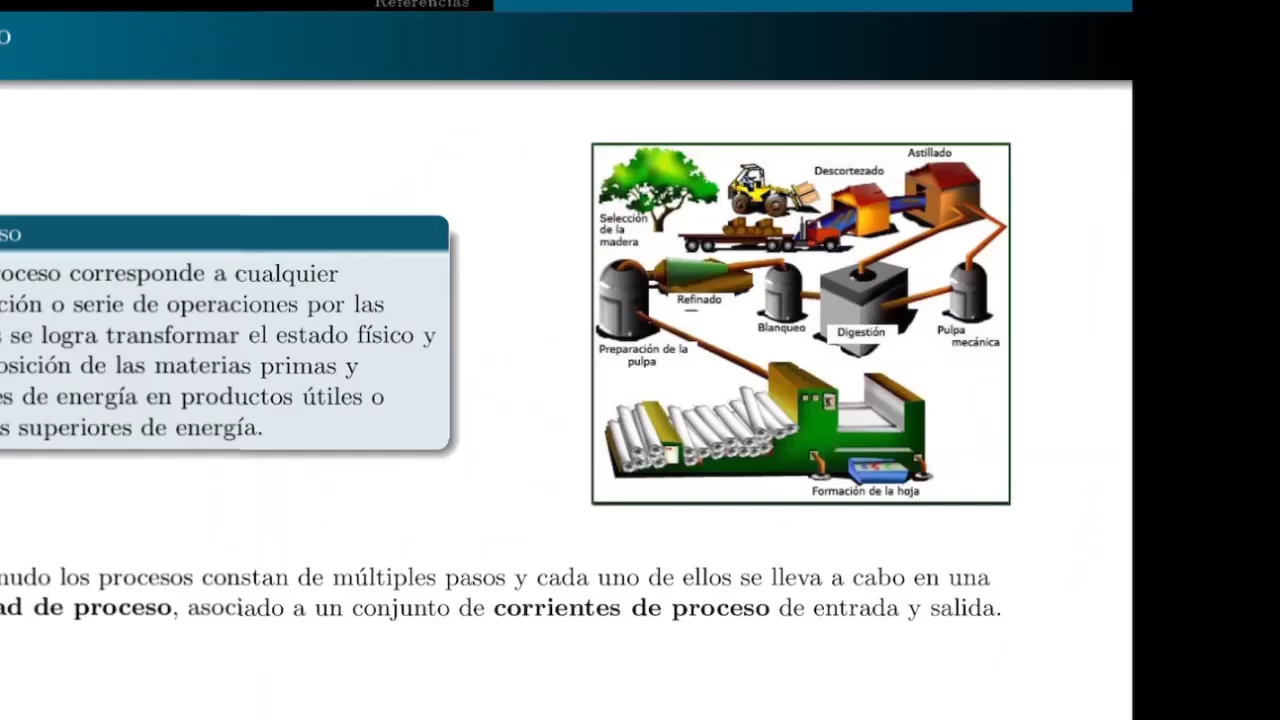 Referencias
o
so
roceso corresponde a cualquier
ción o serie de operaciones por las
s se logra transformar el estado físico y
osición de las materias primas y
es de energía en productos útiles o
s superiores de energía.
Astillado
Descortezado
Selección
de la
madera
Refinado
Blanqueo
Digestión
Pulpa
mecánica
Preparación de la
pulpa
Formación de la hoja
nudo los procesos constan de múltiples pasos y cada uno de ellos se lleva a cabo en una
ad de proceso, asociado a un conjunto de corrientes de proceso de entrada y salida.